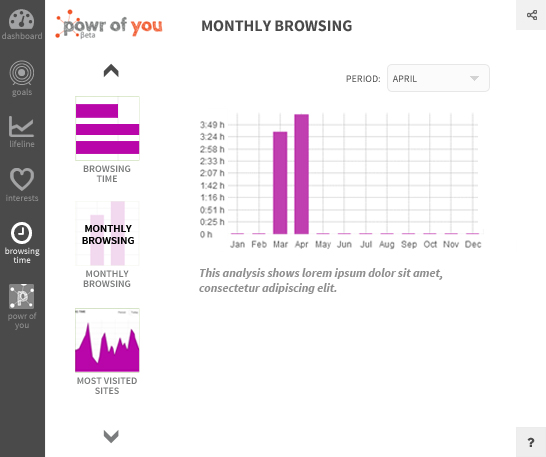 dashboard
goals
lifeline
interests
browsing
time
powr of
you
powr of you
βeta
BROWSING
TIME
MONTHLY
BROWSING
MONTHLY
BROWSING
MOST VISITED
SITES
MONTHLY BROWSING
PERIOD: APRIL
3:49 h
3:24 h
2:58 h
2:33 h
2:07 h
1:42 h
1:16 h
0:51 h
0:25 h
0 h
Jan Feb Mar Apr May Jun Jul Aug Sep Oct Nov Dec
This analysis shows lorem ipsum dolor sit amet,
consectetur adipiscing elit.
?